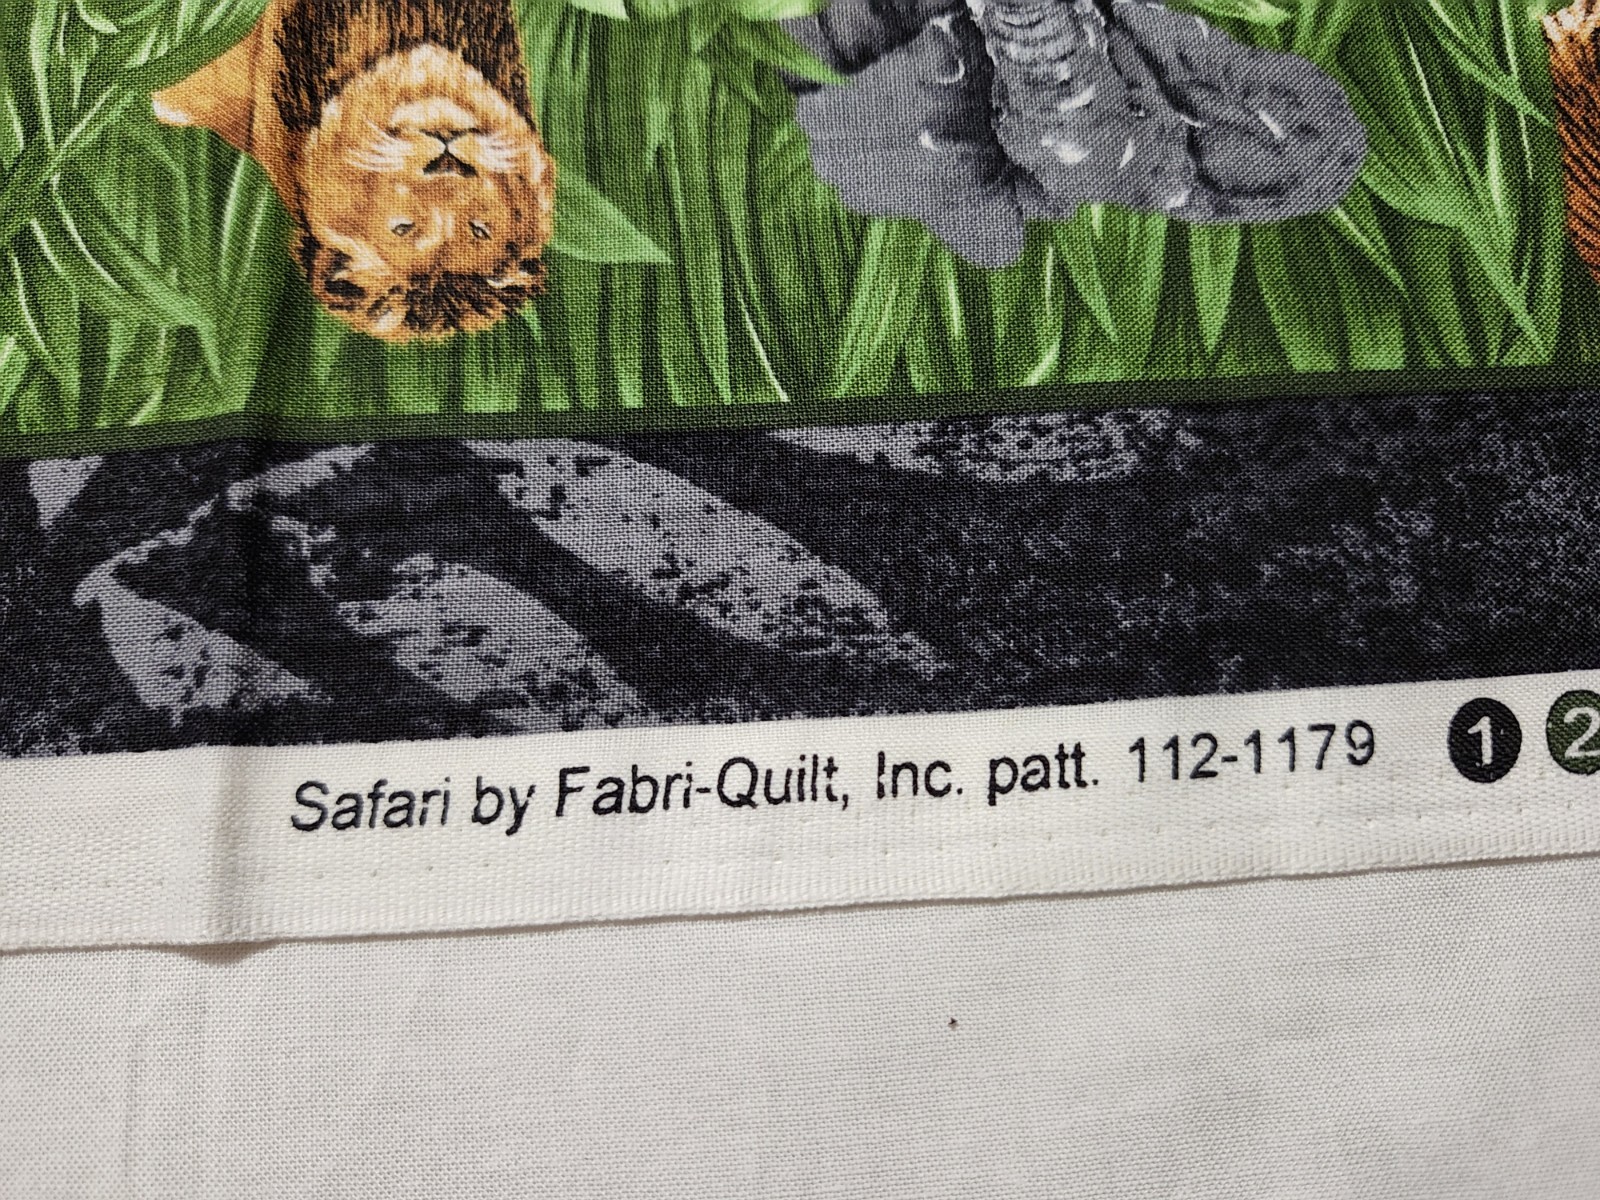 Safari by Fabri-Quilt, Inc. patt. 112-1179 1 2